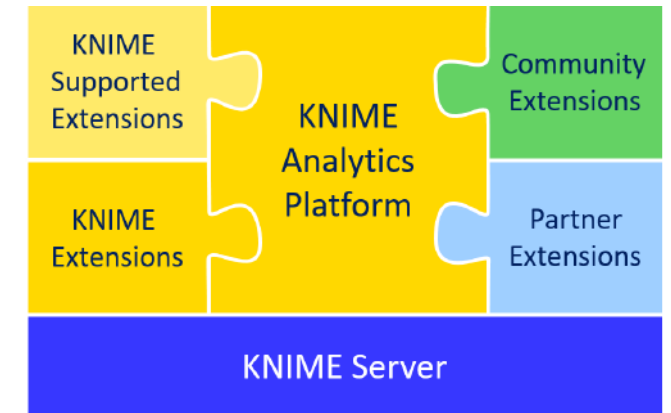 KNIME
Supported
Extensions
KNIME
Analytics
Platform
Community
Extensions
KNIME
Extensions
Partner
Extensions
KNIME Server